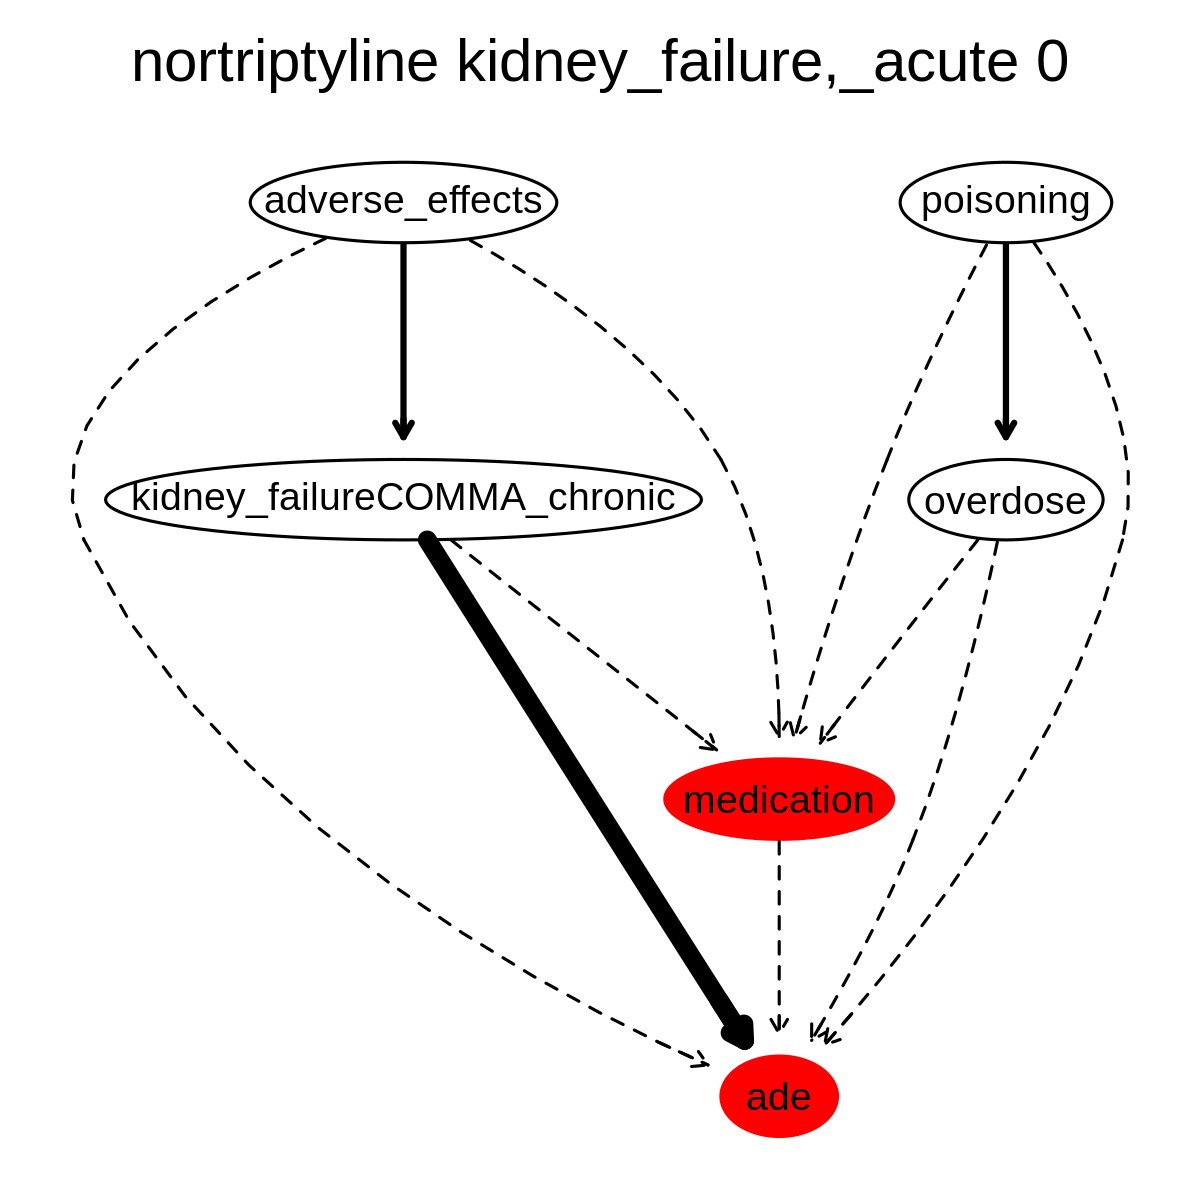 nortriptyline kidney_failure,_acute 0
adverse_effects
poisoning
kidney_failureCOMMA_chronic
overdose
medication
ade